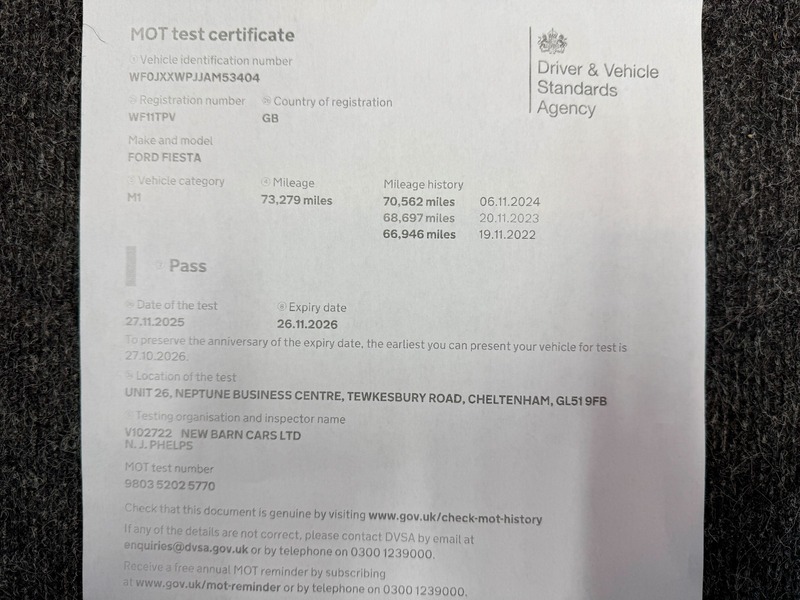 MOT test certificate
Driver & Vehicle
Standards
Agency
Vehicle identification number
WF0JXXWPJJAM53404
Registration number Country of registration
WF11TPV GB
Make and model
FORD FIESTA
Vehicle category Mileage Mileage history
M1 73,279 miles 70,562 miles 06.11.2024
68,697 miles 20.11.2023
66,946 miles 19.11.2022
Pass
Date of the test Expiry date
27.11.2025 26.11.2026
To preserve the anniversary of the expiry date, the earliest you can present your vehicle for test is
27.10.2026.
Location of the test
UNIT 26, NEPTUNE BUSINESS CENTRE, TEWKESBURY ROAD, CHELTENHAM, GL51 9FB
Testing organisation and inspector name
V102722 NEW BARN CARS LTD
N. J. PHELPS
MOT test number
9803 5202 5770
Check that this document is genuine by visiting www.gov.uk/check-mot-history
If any of the details are not correct, please contact DVSA by email at
enquiries@dvsa.gov.uk or by telephone on 0300 1239000.
Receive a free annual MOT reminder by subscribing
at www.gov.uk/mot-reminder or by telephone on 0300 1239000.